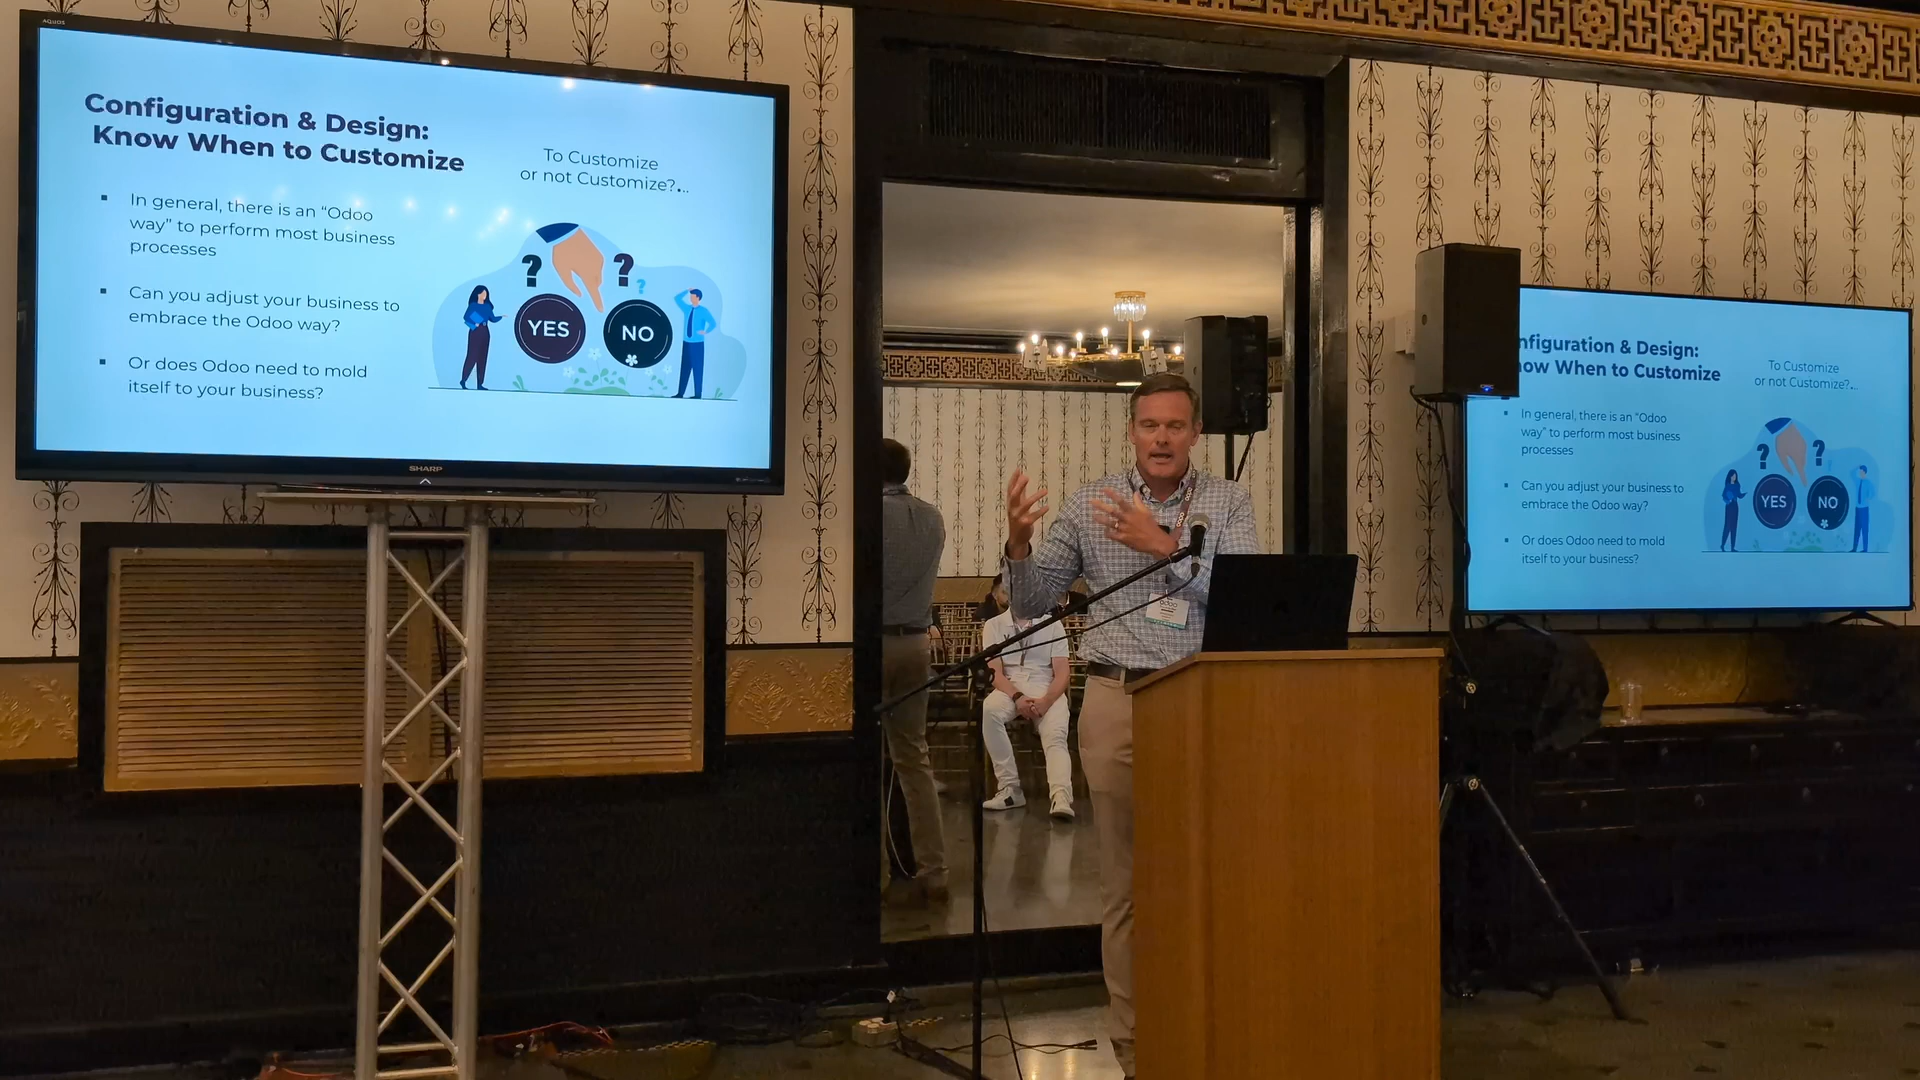 AQUOS
Configuration & Design:
Know When to Customize
To Customize
or not Customize?...
▪ In general, there is an “Odoo
way” to perform most business
processes
▪ Can you adjust your business to
embrace the Odoo way?
▪ Or does Odoo need to mold
itself to your business?
? ? ?
YES
NO
SHARP
nfiguration & Design:
ow When to Customize
To Customize
or not Customize?...
▪ In general, there is an “Odoo
way” to perform most business
processes
▪ Can you adjust your business to
embrace the Odoo way?
▪ Or does Odoo need to mold
itself to your business?
? ?
YES
NO
odoo
odoo